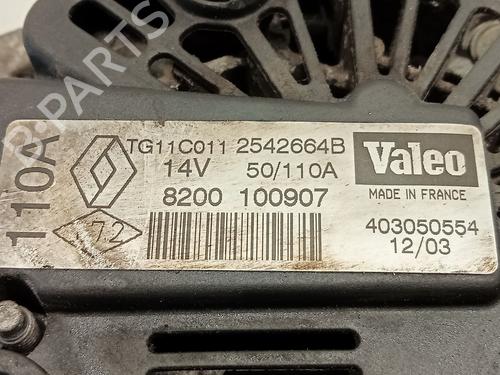 110A
TG11C011 2542664B
14V 50/110A
8200 100907
72
Valeo
MADE IN FRANCE
403050554
12/03
B-PARTS